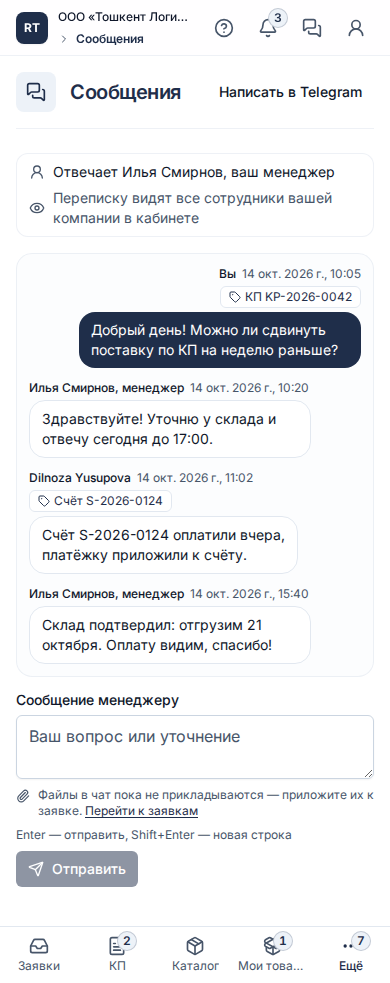 RT
ООО «Тошкент Логи...
Сообщения
3
Сообщения
Написать в Telegram
Отвечает Илья Смирнов, ваш менеджер
Переписку видят все сотрудники вашей
компании в кабинете
Вы 14 окт. 2026 г., 10:05
КП KP-2026-0042
Добрый день! Можно ли сдвинуть
поставку по КП на неделю раньше?
Илья Смирнов, менеджер 14 окт. 2026 г., 10:20
Здравствуйте! Уточню у склада и
отвечу сегодня до 17:00.
Dilnoza Yusupova 14 окт. 2026 г., 11:02
Счёт S-2026-0124
Счёт S-2026-0124 оплатили вчера,
платёжку приложили к счёту.
Илья Смирнов, менеджер 14 окт. 2026 г., 15:40
Склад подтвердил: отгрузим 21
октября. Оплату видим, спасибо!
Сообщение менеджеру
Ваш вопрос или уточнение
Файлы в чат пока не прикладываются — приложите их к
заявке. Перейти к заявкам
Enter — отправить, Shift+Enter — новая строка
Отправить
2
1
7
Заявки
КП
Каталог
Мои това...
Ещё